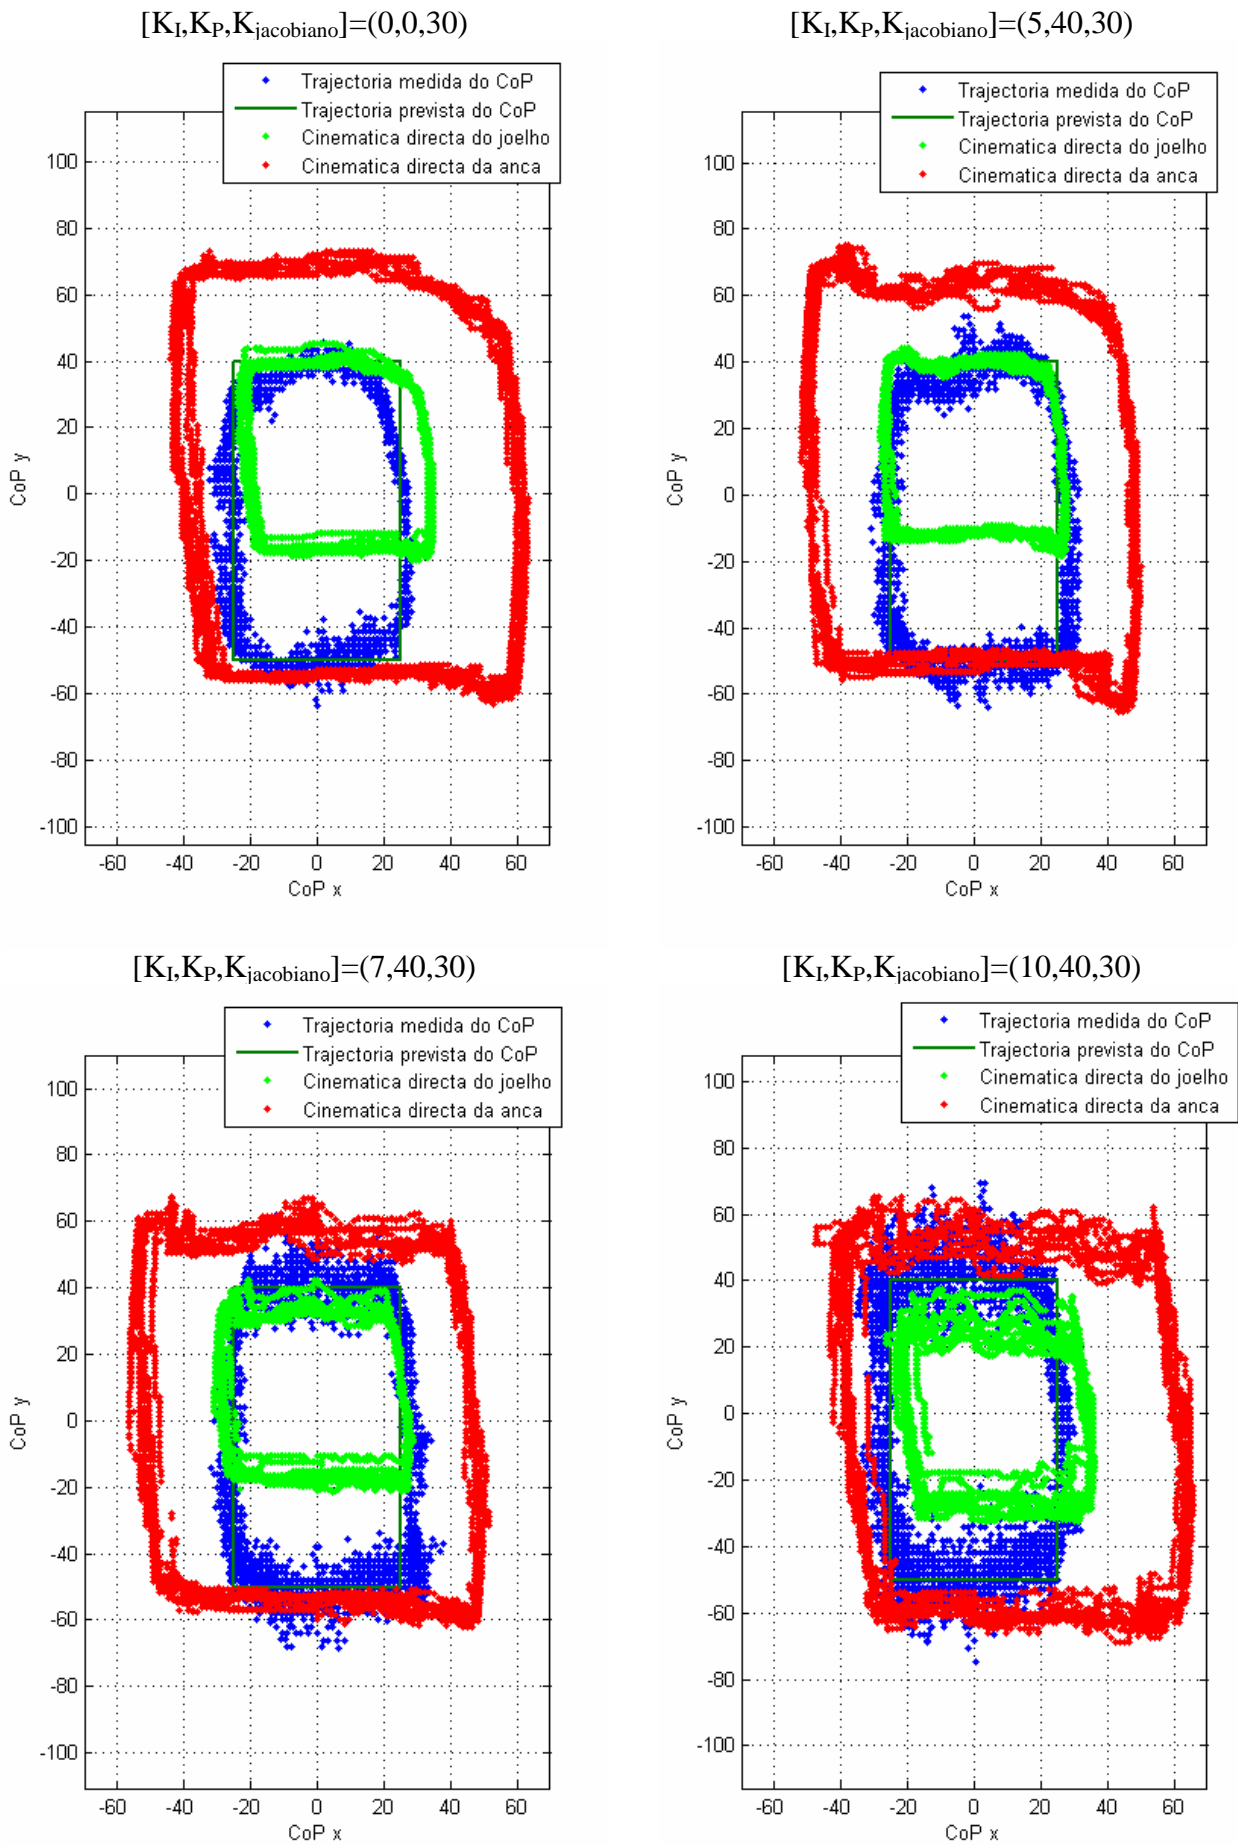 [K_I,K_P,K_jacobiano]=(0,0,30)
Trajectoria medida do CoP
Trajectoria prevista do CoP
Cinematica directa do joelho
Cinematica directa da anca
100
80
60
40
20
0
-20
-40
-60
-80
-100
CoP y
-60 -40 -20 0 20 40 60
CoP x
[K_I,K_P,K_jacobiano]=(5,40,30)
Trajectoria medida do CoP
Trajectoria prevista do CoP
Cinematica directa do joelho
Cinematica directa da anca
100
80
60
40
20
0
-20
-40
-60
-80
-100
CoP y
-60 -40 -20 0 20 40 60
CoP x
[K_I,K_P,K_jacobiano]=(7,40,30)
Trajectoria medida do CoP
Trajectoria prevista do CoP
Cinematica directa do joelho
Cinematica directa da anca
100
80
60
40
20
0
-20
-40
-60
-80
-100
CoP y
-60 -40 -20 0 20 40 60
CoP x
[K_I,K_P,K_jacobiano]=(10,40,30)
Trajectoria medida do CoP
Trajectoria prevista do CoP
Cinematica directa do joelho
Cinematica directa da anca
100
80
60
40
20
0
-20
-40
-60
-80
-100
CoP y
-60 -40 -20 0 20 40 60
CoP x